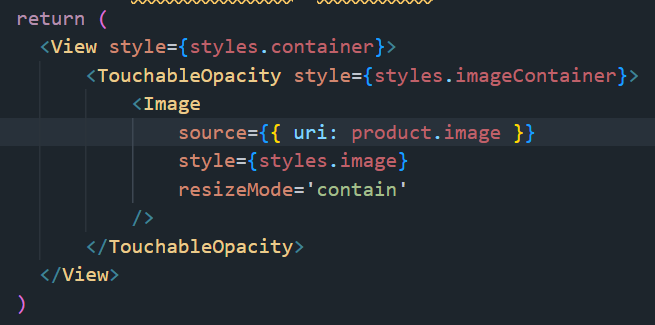 return (
<View style={styles.container}>
<TouchableOpacity style={styles.imageContainer}>
<Image
source={{ uri: product.image }}
style={styles.image}
resizeMode='contain'
/>
</TouchableOpacity>
</View>
)